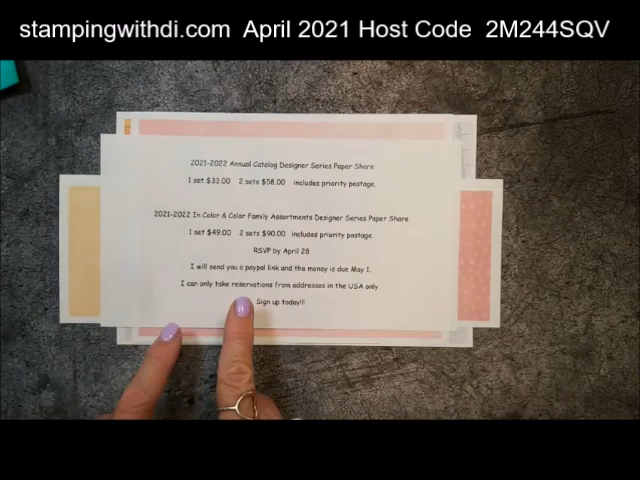 stampingwithdi.com April 2021 Host Code 2M244SQV
2021-2022 Annual Catalog Designer Series Paper Share
1 set $33.00 2 sets $58.00 includes priority postage.
2021-2022 In Color & Color Family Assortments Designer Series Paper Share
1 set $49.00 2 sets $90.00 includes priority postage.
RSVP by April 28
I will send you a paypal link and the money is due May 1.
I can only take reservations from addresses in the USA only.
Sign up today!!!